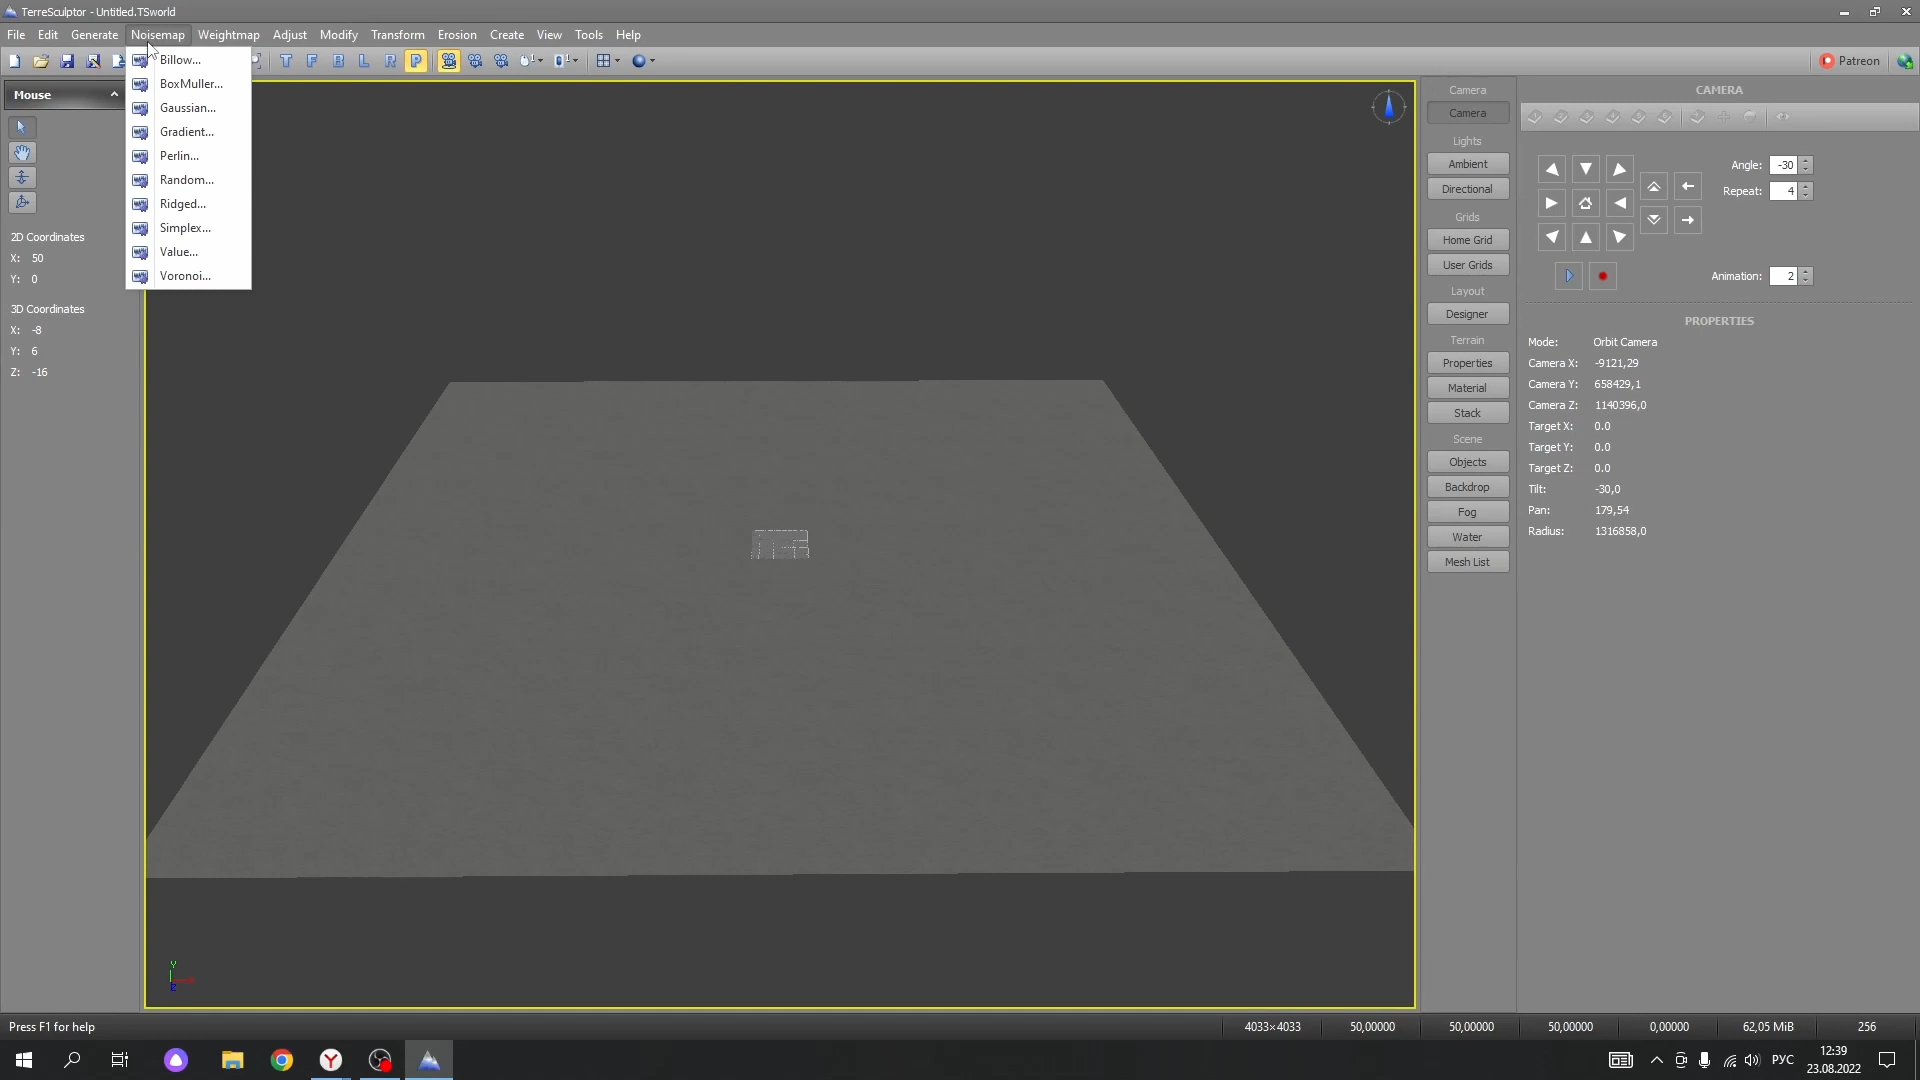 TerreSculptor - Untitled.TSworld
File Edit Generate Noisemap Weightmap Adjust Modify Transform Erosion Create View Tools Help
T F B L R P
Patreon
Billow...
BoxMuller...
Gaussian...
Gradient...
Perlin...
Random...
Ridged...
Simplex...
Value...
Voronoi...
Mouse
2D Coordinates
X: 50
Y: 0
3D Coordinates
X: -8
Y: 6
Z: -16
Y
Z
Camera
Camera
Lights
Ambient
Directional
Grids
Home Grid
User Grids
Layout
Designer
Terrain
Properties
Material
Stack
Scene
Objects
Backdrop
Fog
Water
Mesh List
CAMERA
Angle: -30
Repeat: 4
Animation: 2
PROPERTIES
Mode: Orbit Camera
Camera X: -9121,29
Camera Y: 658429,1
Camera Z: 1140396,0
Target X: 0.0
Target Y: 0.0
Target Z: 0.0
Tilt: -30,0
Pan: 179,54
Radius: 1316858,0
Press F1 for help
4033×4033 50,00000 50,00000 50,00000 0,00000 62,05 MiB 256
РУС
12:39
23.08.2022